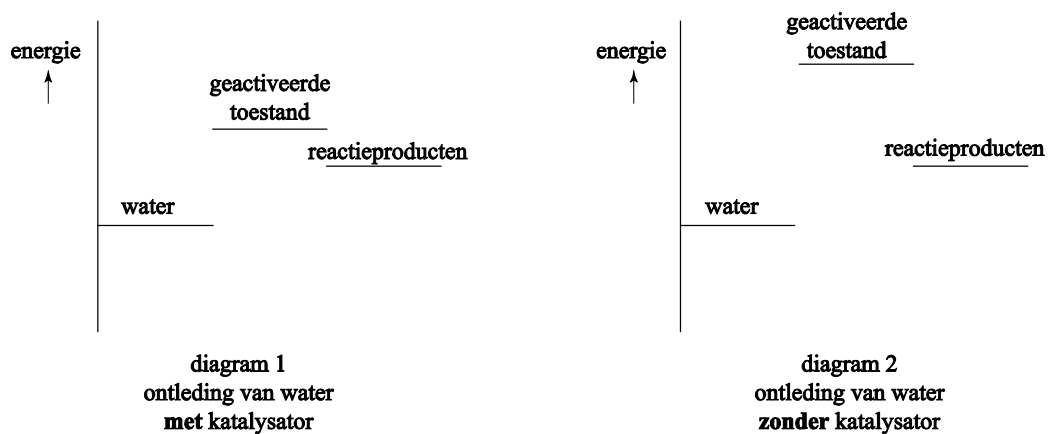 energie
geactiveerde
toestand
reactieproducten
water
diagram 1
ontleding van water
met katalysator
energie
geactiveerde
toestand
reactieproducten
water
diagram 2
ontleding van water
zonder katalysator